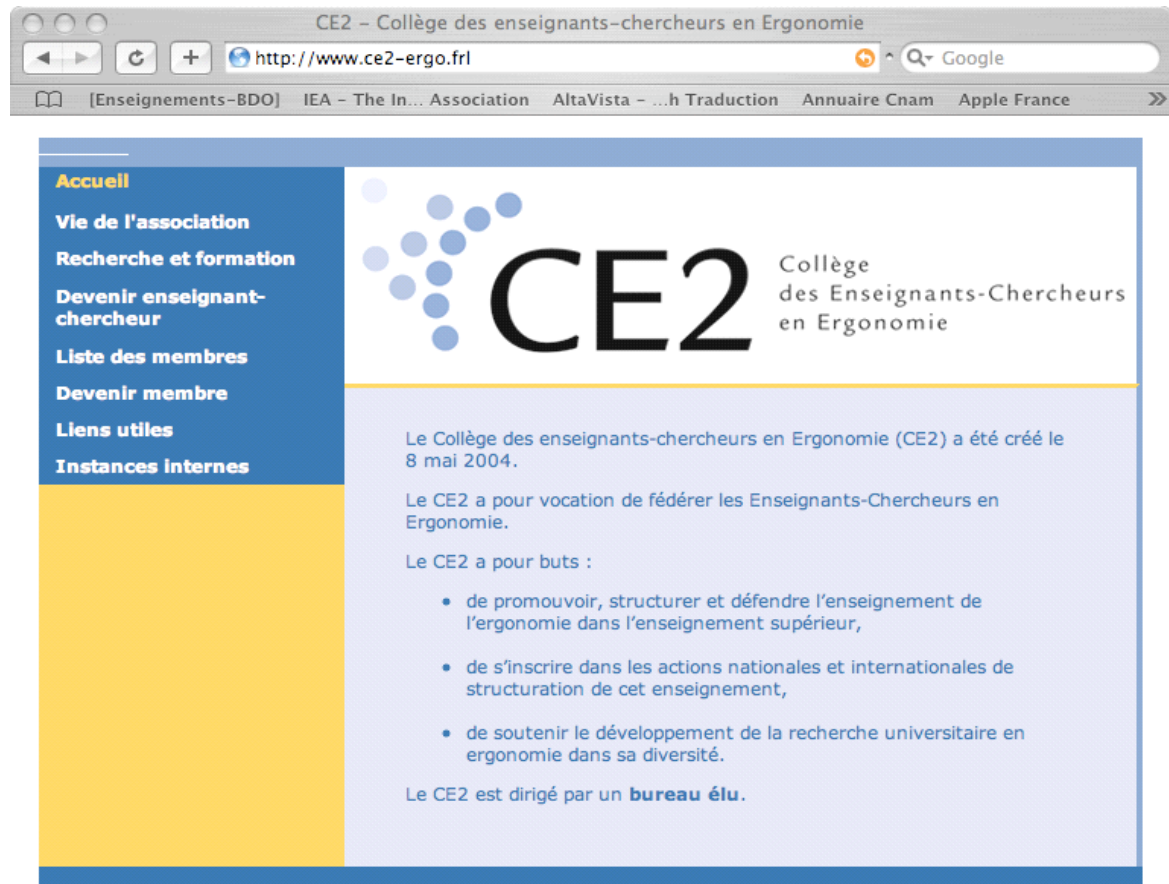 CE2 – Collège des enseignants-chercheurs en Ergonomie
http://www.ce2-ergo.frl
Google
[Enseignements-BDO] IEA – The In... Association AltaVista – ...h Traduction Annuaire Cnam Apple France
Accueil
Vie de l'association
Recherche et formation
Devenir enseignant-
chercheur
Liste des membres
Devenir membre
Liens utiles
Instances internes
CE2
Collège
des Enseignants-Chercheurs
en Ergonomie
Le Collège des enseignants-chercheurs en Ergonomie (CE2) a été créé le
8 mai 2004.
Le CE2 a pour vocation de fédérer les Enseignants-Chercheurs en
Ergonomie.
Le CE2 a pour buts :
• de promouvoir, structurer et défendre l’enseignement de
l’ergonomie dans l’enseignement supérieur,
• de s’inscrire dans les actions nationales et internationales de
structuration de cet enseignement,
• de soutenir le développement de la recherche universitaire en
ergonomie dans sa diversité.
Le CE2 est dirigé par un bureau élu.